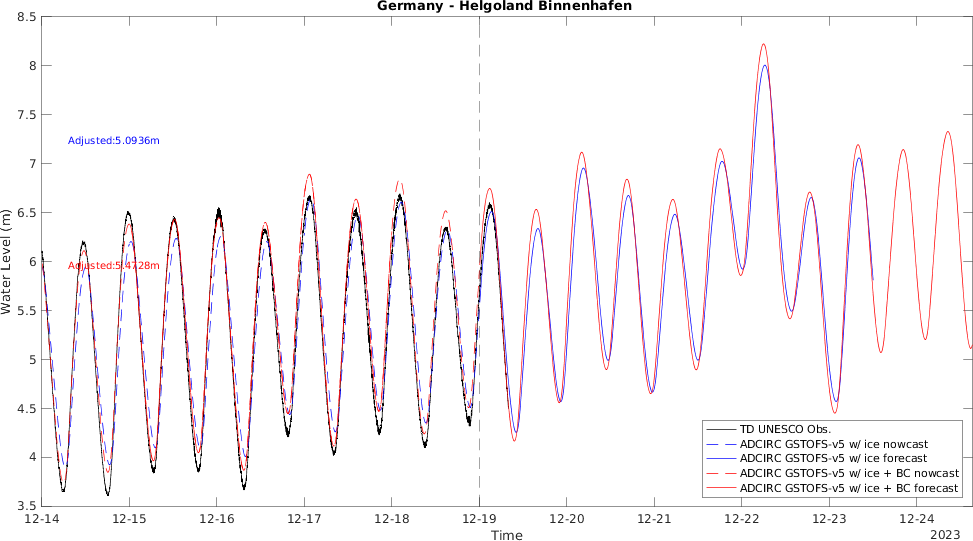 Germany - Helgoland Binnenhafen
8.5
8
7.5
7
6.5
6
5.5
5
4.5
4
3.5
Water Level (m)
Adjusted:5.0936m
Adjusted:5.4728m
TD UNESCO Obs.
ADCIRC GSTOFS-v5 w/ ice nowcast
ADCIRC GSTOFS-v5 w/ ice forecast
ADCIRC GSTOFS-v5 w/ ice + BC nowcast
ADCIRC GSTOFS-v5 w/ ice + BC forecast
12-14 12-15 12-16 12-17 12-18 12-19 12-20 12-21 12-22 12-23 12-24
Time
2023